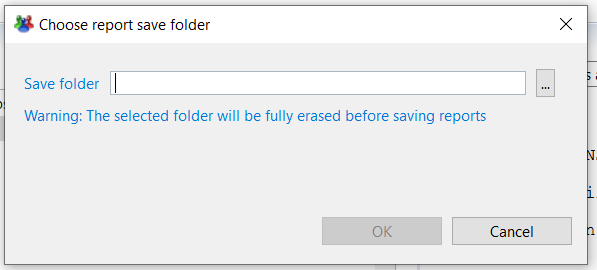 Choose report save folder
Save folder
...
Warning: The selected folder will be fully erased before saving reports
OK
Cancel